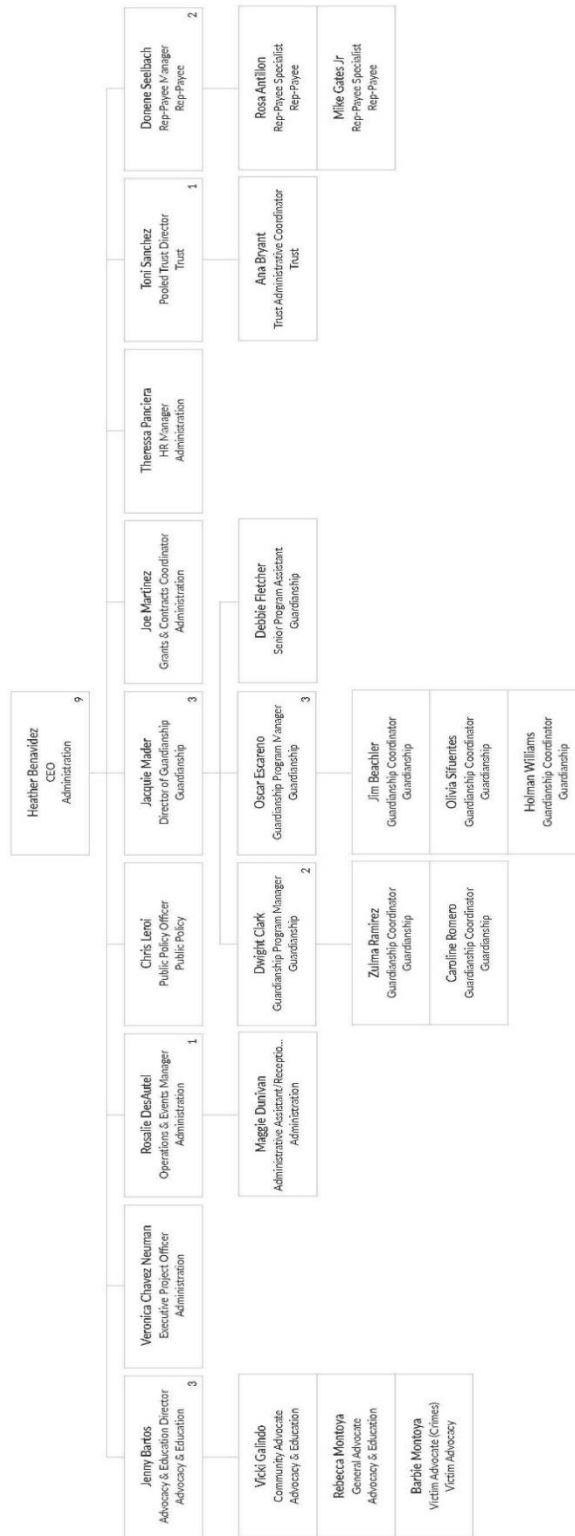 Heather Benavidez
CEO
Administration
9
Jenny Bartos
Advocacy & Education Director
Advocacy & Education
3
Veronica Chavez Neuman
Executive Project Officer
Administration
Rosalie DesAutel
Operations & Events Manager
Administration
1
Chris Leroi
Public Policy Officer
Public Policy
Jacquie Mader
Director of Guardianship
Guardianship
3
Joe Martinez
Grants & Contracts Coordinator
Administration
Theressa Panciera
HR Manager
Administration
Toni Sanchez
Pooled Trust Director
Trust
1
Donene Seelbach
Rep-Payee Manager
Rep-Payee
2
Vicki Galindo
Community Advocate
Advocacy & Education
Rebecca Montoya
General Advocate
Advocacy & Education
Barbie Montoya
Victim Advocate (Crimes)
Victim Advocacy
Maggie Dunivan
Administrative Assistant/Receptio...
Administration
Dwight Clark
Guardianship Program Manager
Guardianship
2
Oscar Escareno
Guardianship Program Manager
Guardianship
3
Debbie Fletcher
Senior Program Assistant
Guardianship
Zulma Ramirez
Guardianship Coordinator
Guardianship
Caroline Romero
Guardianship Coordinator
Guardianship
Jim Beachler
Guardianship Coordinator
Guardianship
Olivia Sifuentes
Guardianship Coordinator
Guardianship
Holman Williams
Guardianship Coordinator
Guardianship
Ana Bryant
Trust Administrative Coordinator
Trust
Rosa Antillon
Rep-Payee Specialist
Rep-Payee
Mike Gates Jr
Rep-Payee Specialist
Rep-Payee